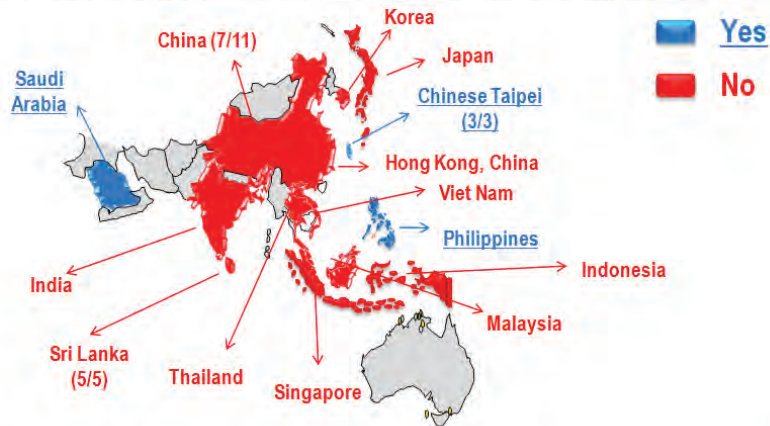 Korea
China (7/11)
Yes
Japan
Saudi
Arabia
No
Chinese Taipei
(3/3)
Hong Kong, China
Viet Nam
Philippines
Indonesia
India
Malaysia
Sri Lanka
(5/5)
Thailand
Singapore